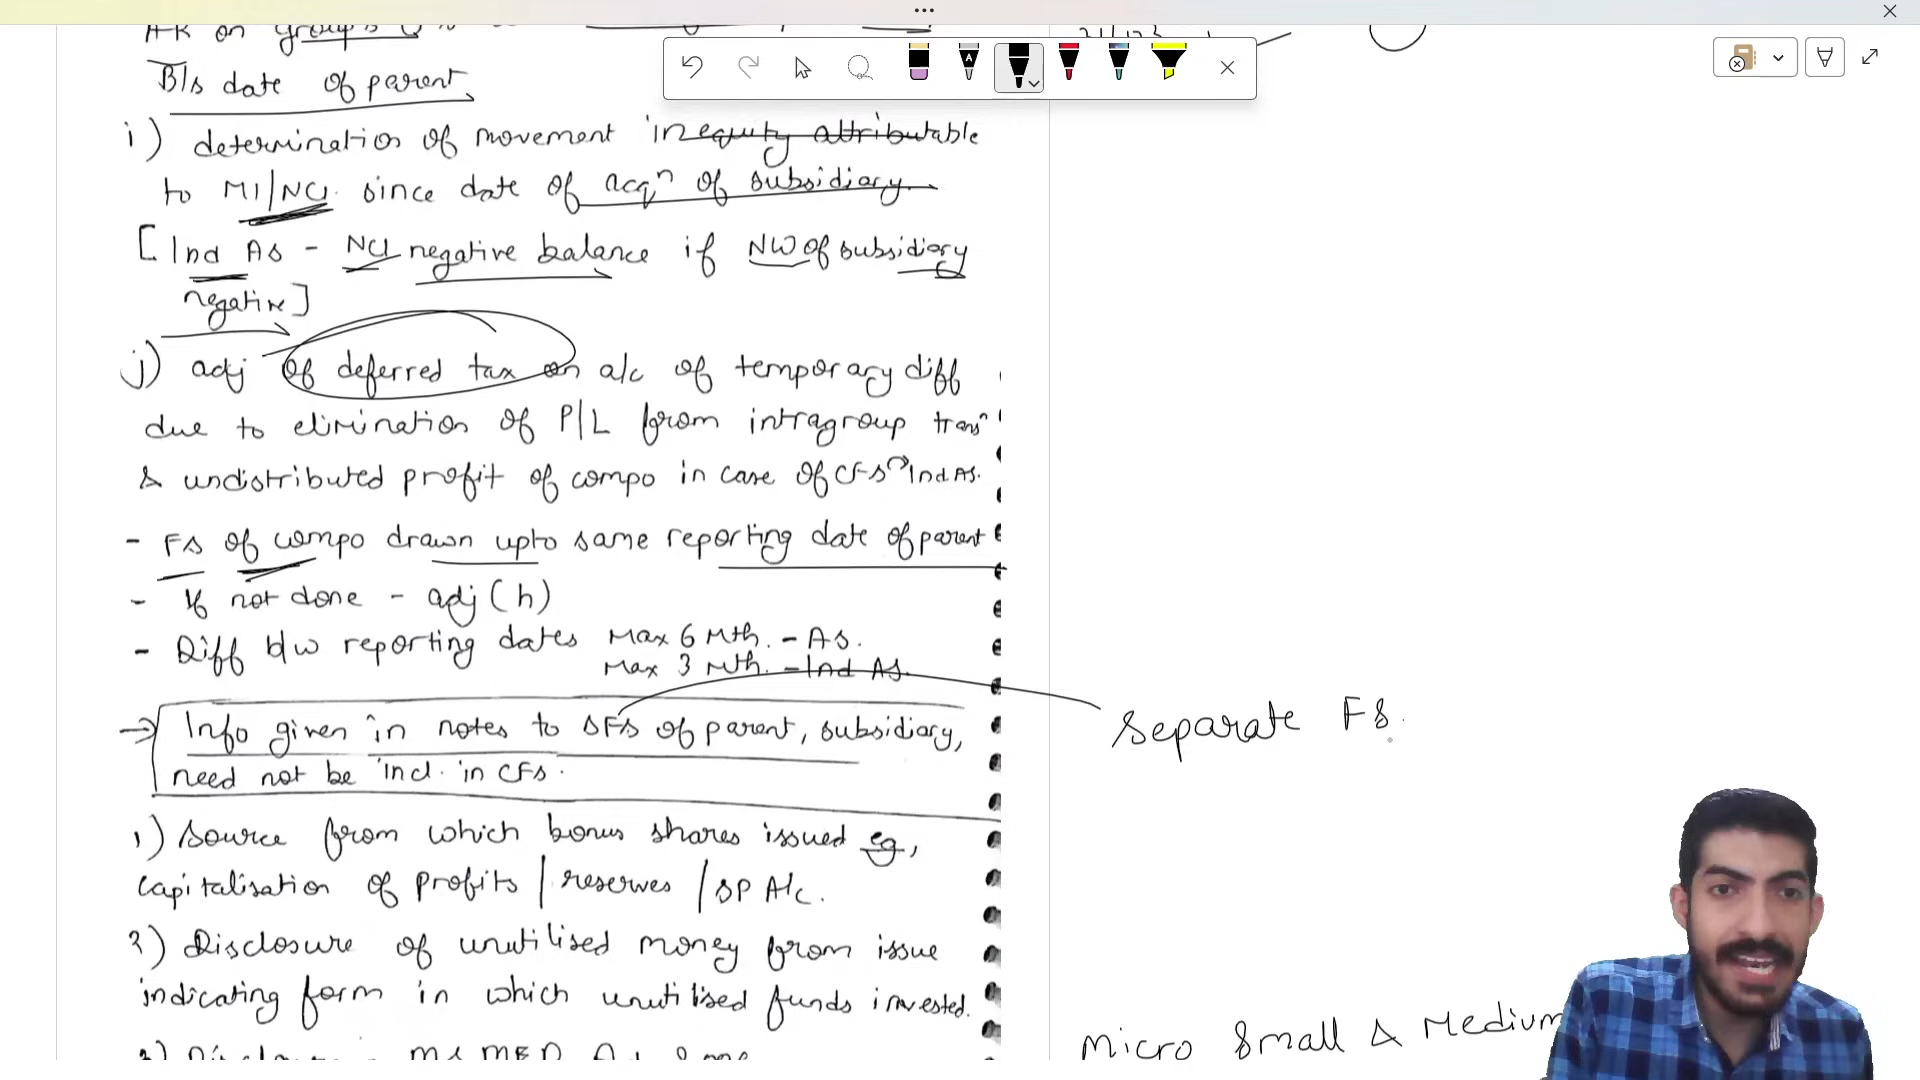 AR on group's
B/s date of parent
i) determination of movement in equity attributable
to MI/NCI since date of acqⁿ of subsidiary.
[Ind AS - NCI negative balance if NW of subsidiary
negative]
j) adj of deferred tax on a/c of temporary diff
due to elimination of P/L from intragroup transⁿ
& undistributed profit of compo in case of CFS Ind AS.
- FS of compo drawn upto same reporting date of parent
- If not done - adj (h)
- Diff b/w reporting dates Max 6 Mth. - AS.
Max 3 Mth. - Ind AS.
→ Info given in notes to SFS of parent, subsidiary,
need not be incl. in CFS.
Separate FS.
1) Source from which bonus shares issued eg,
Capitalisation of profits / reserves / SP A/c.
2) Disclosure of unutilised money from issue
indicating form in which unutilised funds invested.
Micro Small & Medium